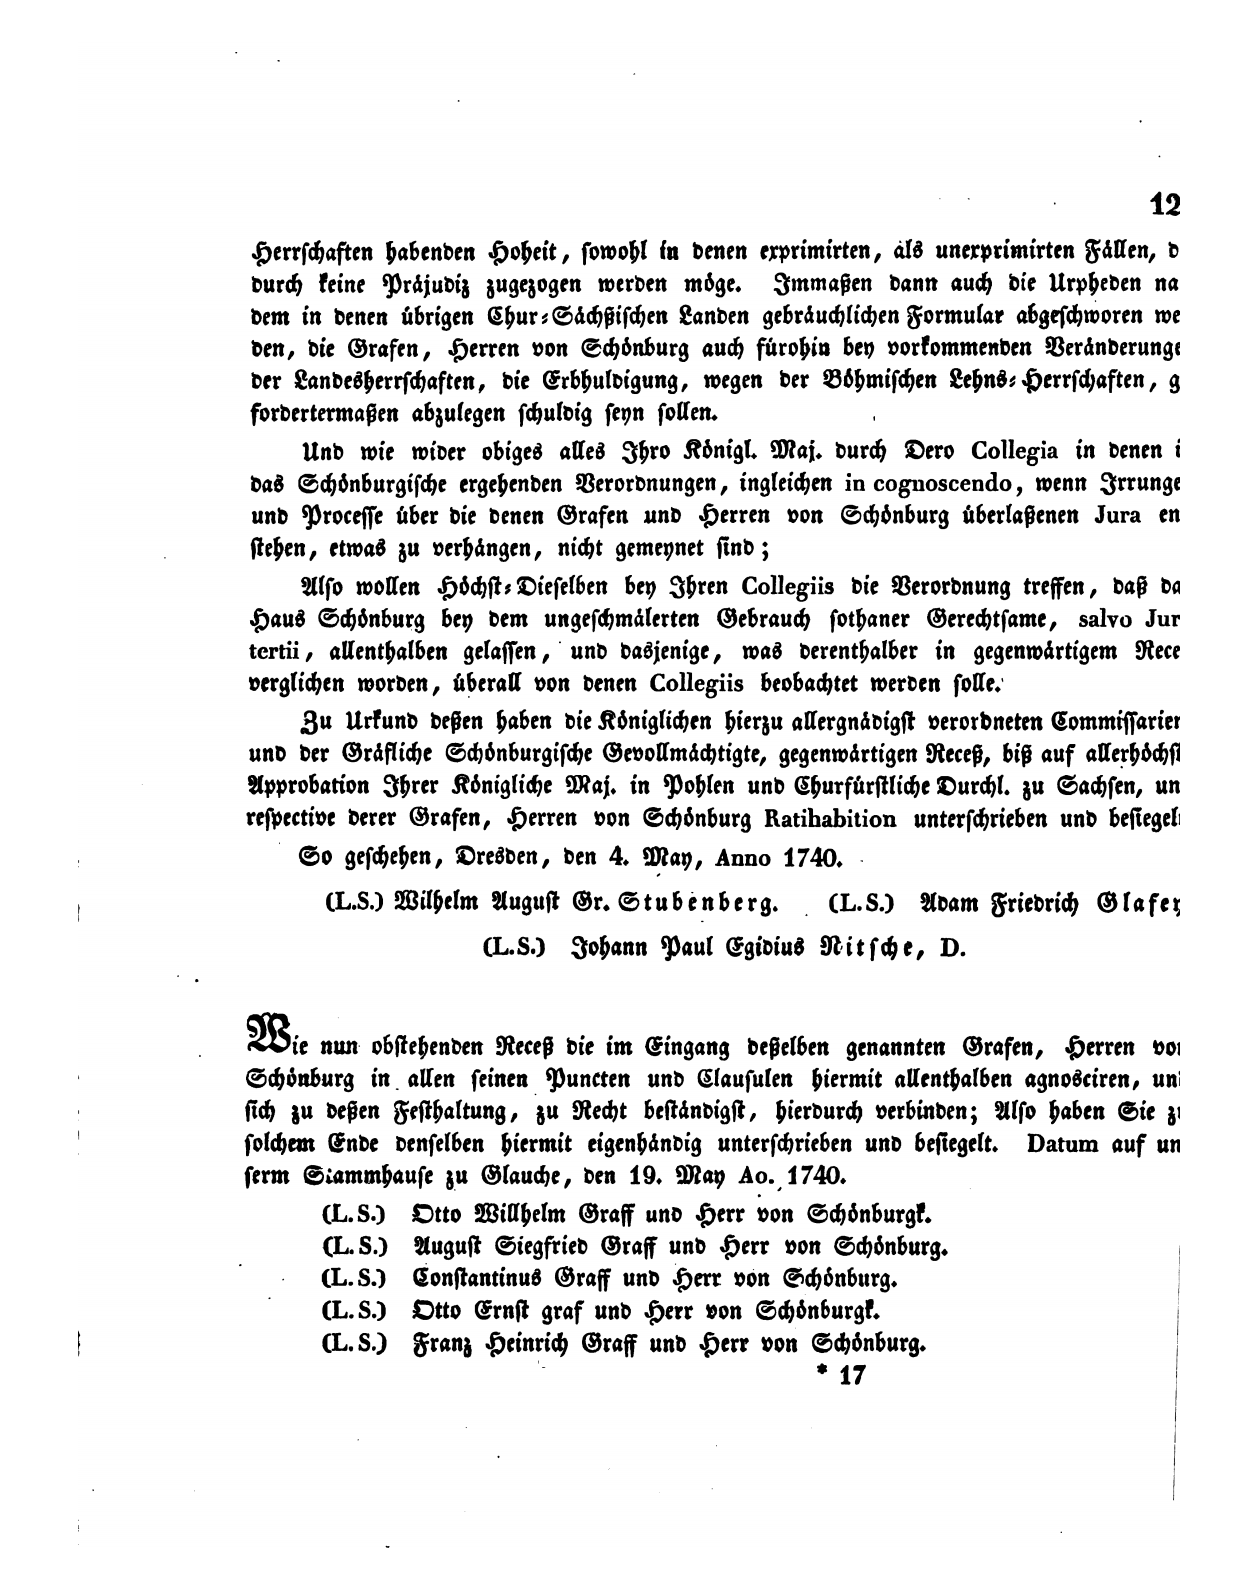 12
Herrschaften habenden Hoheit, sowohl in denen exprimirten, als unexprimirten Fällen, d
durch keine Präjudiz zugezogen werden möge. Immaßen dann auch die Urpheden na
dem in denen übrigen Chur-Sächßischen Landen gebräuchlichen Formular abgeschworen we
den, die Grafen, Herren von Schönburg auch fürohin bey vorkommenden Veränderunge
der Landesherrschaften, die Erbhuldigung, wegen der Böhmischen Lehns-Herrschaften, g
fordertermaßen abzulegen schuldig seyn sollen.
Und wie wider obiges alles Ihro Königl. Maj. durch Dero Collegia in denen i
das Schönburgische ergehenden Verordnungen, ingleichen in cognoscendo, wenn Irrunge
und Processe über die denen Grafen und Herren von Schönburg überlaßenen Jura en
stehen, etwas zu verhängen, nicht gemeynet sind;
Also wollen Höchst-Dieselben bey Ihren Collegiis die Verordnung treffen, daß da
Haus Schönburg bey dem ungeschmälerten Gebrauch sothaner Gerechtsame, salvo Jur
tertii, allenthalben gelassen, und dasjenige, was derenthalber in gegenwärtigem Rece
verglichen worden, überall von denen Collegiis beobachtet werden solle.
Zu Urkund deßen haben die Königlichen hierzu allergnädigst verordneten Commissarien
und der Gräfliche Schönburgische Gevollmächtigte, gegenwärtigen Receß, biß auf allerhöchst
Approbation Ihrer Königliche Maj. in Pohlen und Churfürstliche Durchl. zu Sachsen, un
respective derer Grafen, Herren von Schönburg Ratihabition unterschrieben und besiegel
So geschehen, Dresden, den 4. May, Anno 1740.
(L.S.) Wilhelm August Gr. Stubenberg. (L.S.) Adam Friedrich Glafey
(L.S.) Johann Paul Egidius Nitsche, D.
Wie nun obstehenden Receß die im Eingang deßelben genannten Grafen, Herren von
Schönburg in allen seinen Puncten und Clausulen hiermit allenthalben agnosciren, und
sich zu deßen Festhaltung, zu Recht beständigst, hierdurch verbinden; Also haben Sie zu
solchem Ende denselben hiermit eigenhändig unterschrieben und besiegelt. Datum auf un
serm Stammhause zu Glauche, den 19. May Ao. 1740.
(L.S.) Otto Willhelm Graff und Herr von Schönburgk.
(L.S.) August Siegfried Graff und Herr von Schönburg.
(L.S.) Constantinus Graff und Herr von Schönburg.
(L.S.) Otto Ernst graf und Herr von Schönburgk.
(L.S.) Franz Heinrich Graff und Herr von Schönburg.
* 17